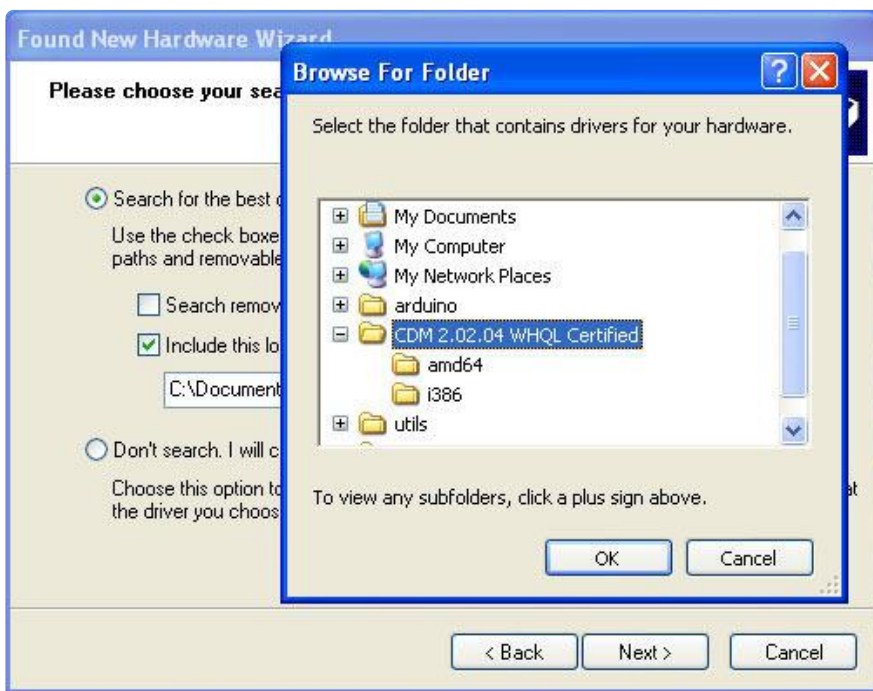 Found New Hardware Wizard
Please choose your sea
Search for the best
Use the check boxe
paths and removable
Search remov
Include this lo
C:\Document
Don't search. I will c
Choose this option to
the driver you choos
at
< Back
Next >
Cancel
Browse For Folder
Select the folder that contains drivers for your hardware.
My Documents
My Computer
My Network Places
arduino
CDM 2.02.04 WHQL Certified
amd64
i386
utils
To view any subfolders, click a plus sign above.
OK
Cancel